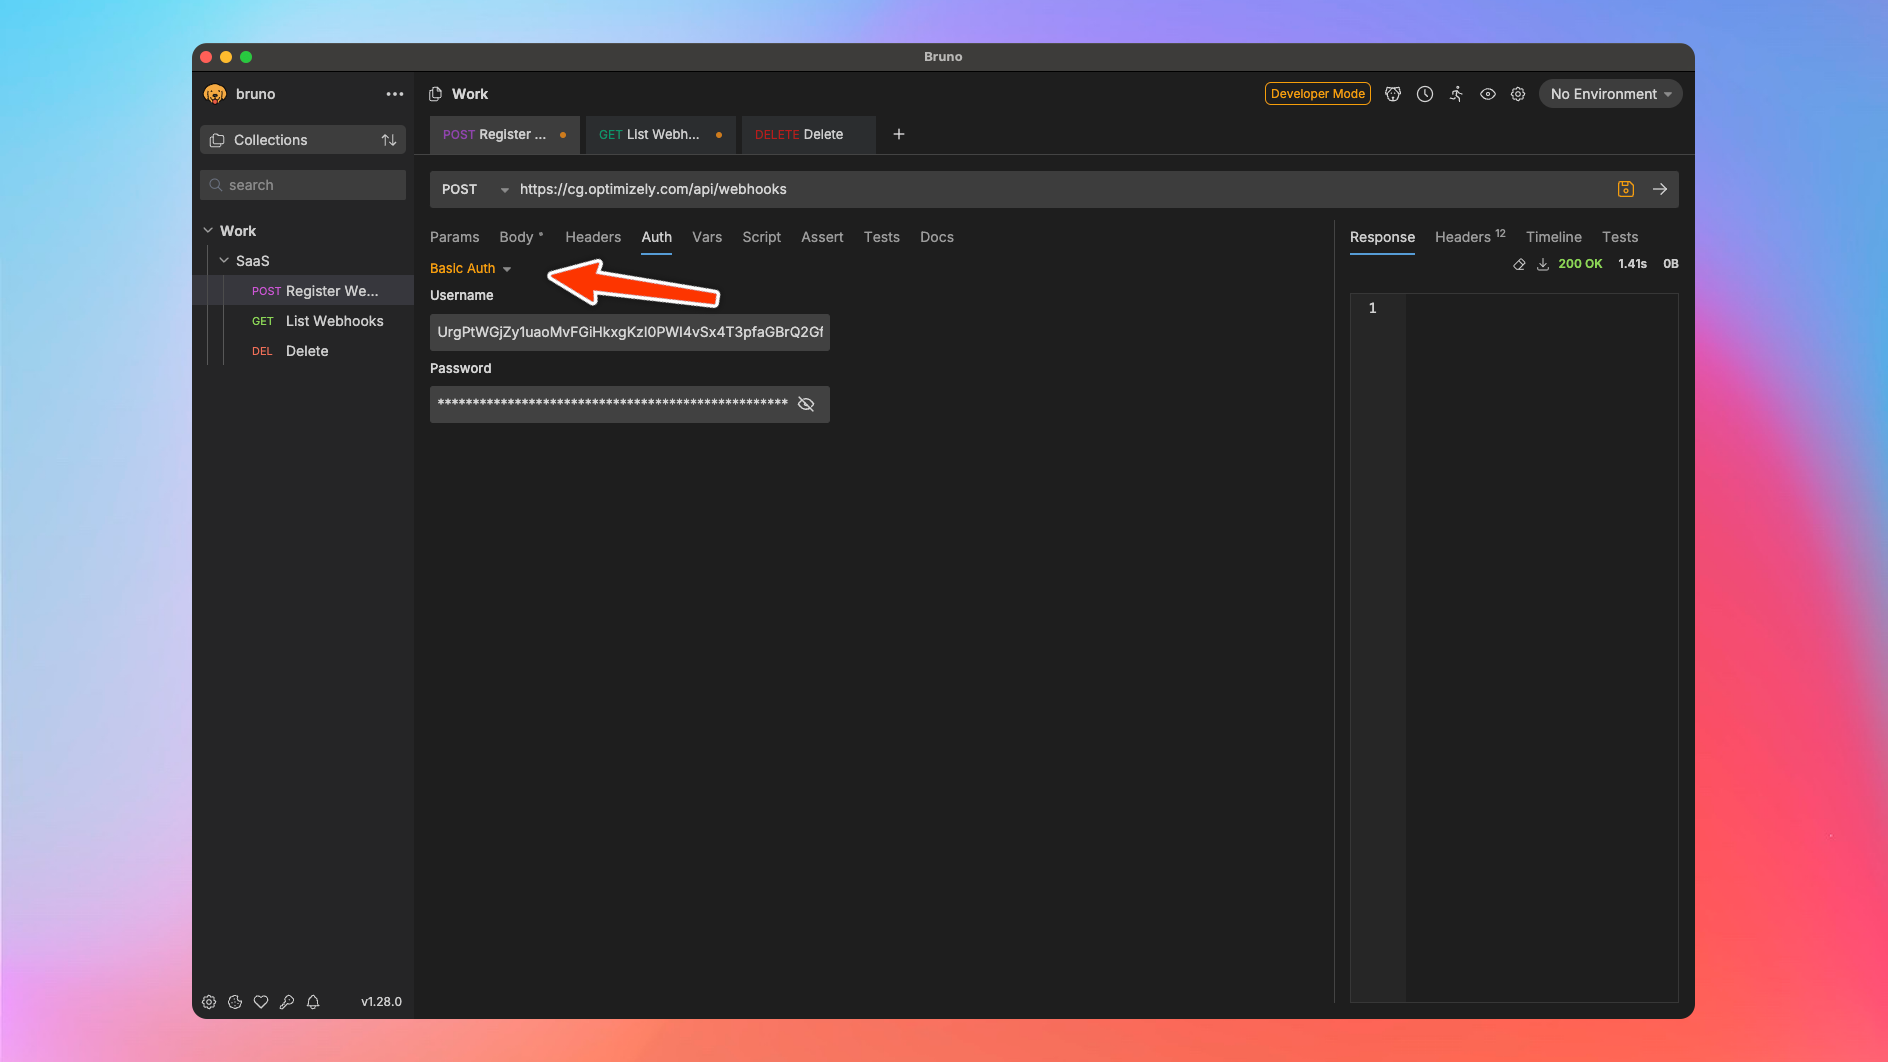 Bruno
bruno
Work
Developer Mode
No Environment
Collections
POST Register ...
GET List Webh...
DELETE Delete
search
POST
https://cg.optimizely.com/api/webhooks
Work
SaaS
POST Register We...
GET List Webhooks
DEL Delete
Params
Body
Headers
Auth
Vars
Script
Assert
Tests
Docs
Basic Auth
Username
UrgPtWGjZy1uaoMvFGiHkxgKzI0PWI4vSx4T3pfaGBrQ2Gf
Password
**************************************************
Response
Headers 12
Timeline
Tests
200 OK 1.41s 0B
1
v1.28.0